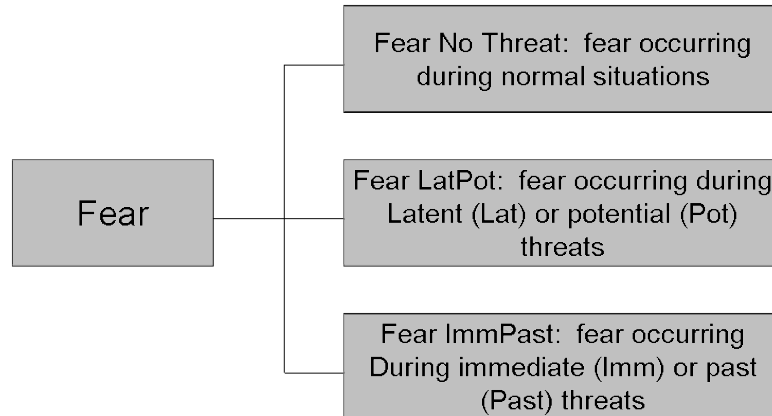 Fear No Threat: fear occurring
during normal situations
Fear
Fear LatPot: fear occurring during
Latent (Lat) or potential (Pot)
threats
Fear ImmPast: fear occurring
During immediate (Imm) or past
(Past) threats